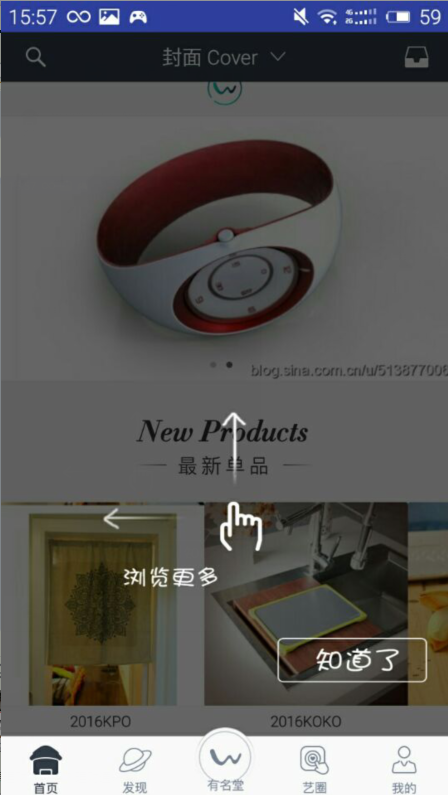 15:57
59
封面 Cover
blog.sina.com.cn/u/513877006
New Products
最新单品
浏览更多
知道了
2016KPO
2016KOKO
首页
发现
有名堂
艺圈
我的